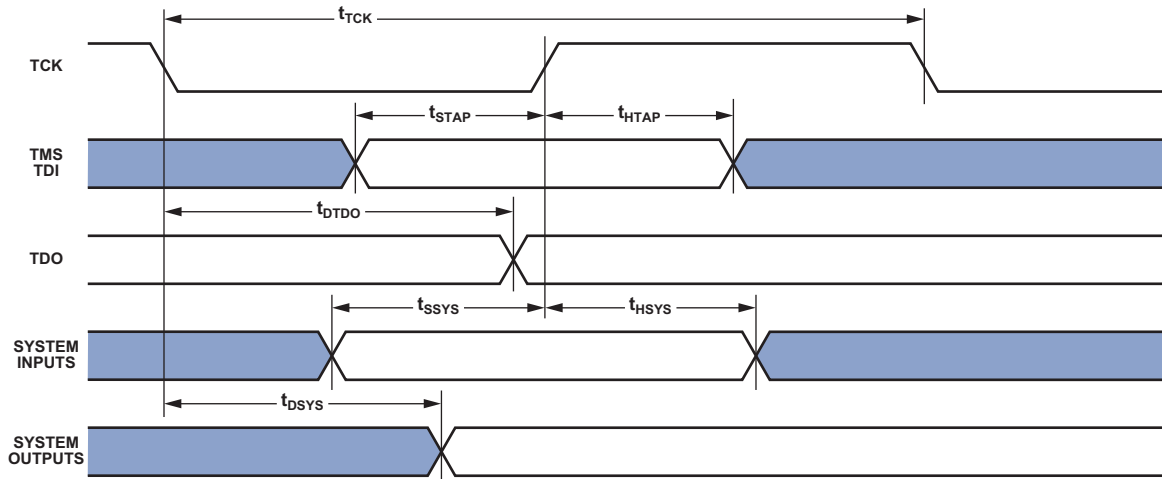 tTCK
TCK
tSTAP
tHTAP
TMS
TDI
tDTDO
TDO
tSSYS
tHSYS
SYSTEM
INPUTS
tDSYS
SYSTEM
OUTPUTS